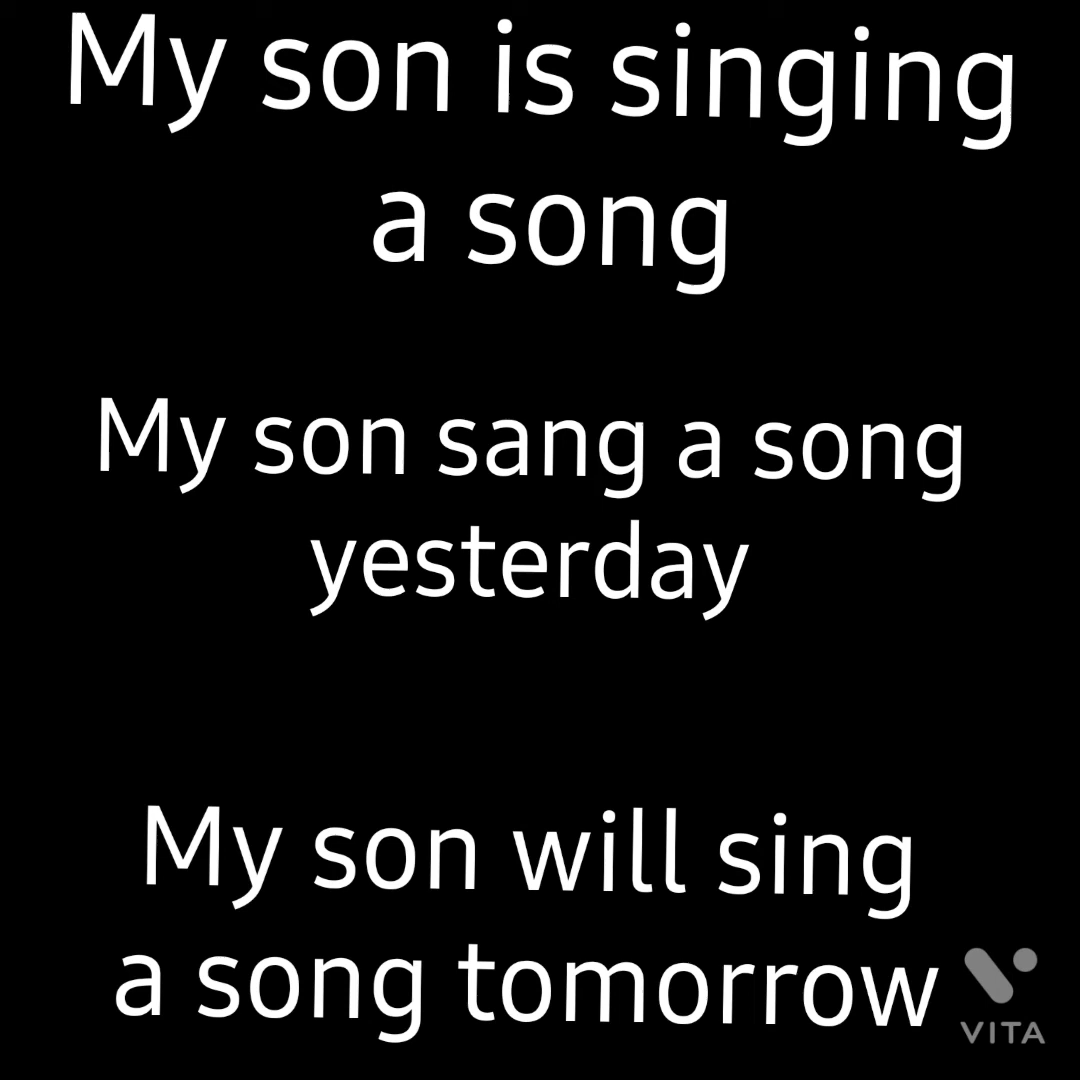 My son is singing
a song
My son sang a song
yesterday
My son will sing
a song tomorrow
VITA